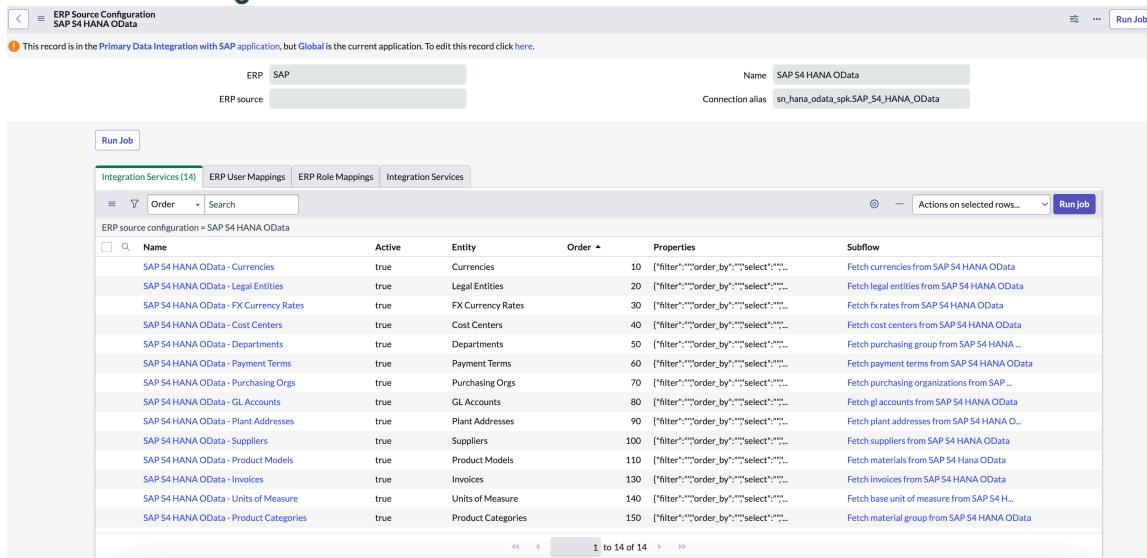 ERP Source Configuration
SAP S4 HANA OData
Run Job
This record is in the Primary Data Integration with SAP application, but Global is the current application. To edit this record click here.
ERP SAP Name SAP S4 HANA OData
ERP source Connection alias sn_hana_odata_spk.SAP_S4_HANA_OData
Run Job
Integration Services (14) ERP User Mappings ERP Role Mappings Integration Services
Order Search Actions on selected rows... Run job
ERP source configuration = SAP S4 HANA OData
Name Active Entity Order Properties Subflow
SAP S4 HANA OData - Currencies true Currencies 10 {"filter":"","order_by":"","select":"","... Fetch currencies from SAP S4 HANA OData
SAP S4 HANA OData - Legal Entities true Legal Entities 20 {"filter":"","order_by":"","select":"","... Fetch legal entities from SAP S4 HANA OData
SAP S4 HANA OData - FX Currency Rates true FX Currency Rates 30 {"filter":"","order_by":"","select":"","... Fetch fx rates from SAP S4 HANA OData
SAP S4 HANA OData - Cost Centers true Cost Centers 40 {"filter":"","order_by":"","select":"","... Fetch cost centers from SAP S4 HANA OData
SAP S4 HANA OData - Departments true Departments 50 {"filter":"","order_by":"","select":"","... Fetch purchasing group from SAP S4 HANA ...
SAP S4 HANA OData - Payment Terms true Payment Terms 60 {"filter":"","order_by":"","select":"","... Fetch payment terms from SAP S4 HANA OData
SAP S4 HANA OData - Purchasing Orgs true Purchasing Orgs 70 {"filter":"","order_by":"","select":"","... Fetch purchasing organizations from SAP ...
SAP S4 HANA OData - GL Accounts true GL Accounts 80 {"filter":"","order_by":"","select":"","... Fetch gl accounts from SAP S4 HANA OData
SAP S4 HANA OData - Plant Addresses true Plant Addresses 90 {"filter":"","order_by":"","select":"","... Fetch plant addresses from SAP S4 HANA O...
SAP S4 HANA OData - Suppliers true Suppliers 100 {"filter":"","order_by":"","select":"","... Fetch suppliers from SAP S4 HANA OData
SAP S4 HANA OData - Product Models true Product Models 110 {"filter":"","order_by":"","select":"","... Fetch materials from SAP S4 Hana OData
SAP S4 HANA OData - Invoices true Invoices 130 {"filter":"","order_by":"","select":"","... Fetch invoices from SAP S4 HANA OData
SAP S4 HANA OData - Units of Measure true Units of Measure 140 {"filter":"","order_by":"","select":"","... Fetch base unit of measure from SAP S4 H...
SAP S4 HANA OData - Product Categories true Product Categories 150 {"filter":"","order_by":"","select":"","... Fetch material group from SAP S4 HANA OData
1 to 14 of 14